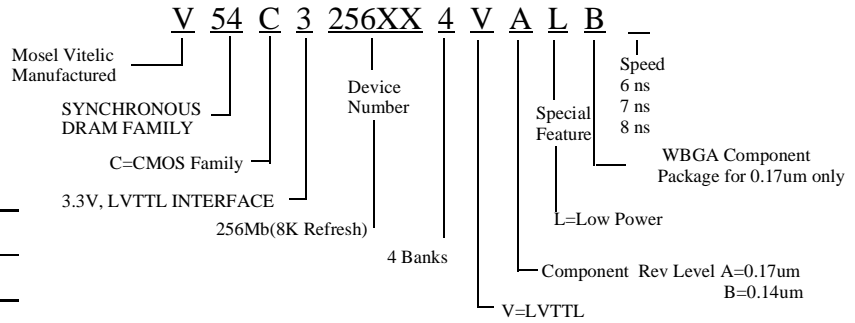 V 54 C 3 256XX 4 V A L B _
Mosel Vitelic
Manufactured
Speed
6 ns
7 ns
8 ns
Device
Number
SYNCHRONOUS
DRAM FAMILY
Special
Feature
C=CMOS Family
WBGA Component
Package for 0.17um only
3.3V, LVTTL INTERFACE
L=Low Power
256Mb(8K Refresh)
4 Banks
Component Rev Level A=0.17um
B=0.14um
V=LVTTL